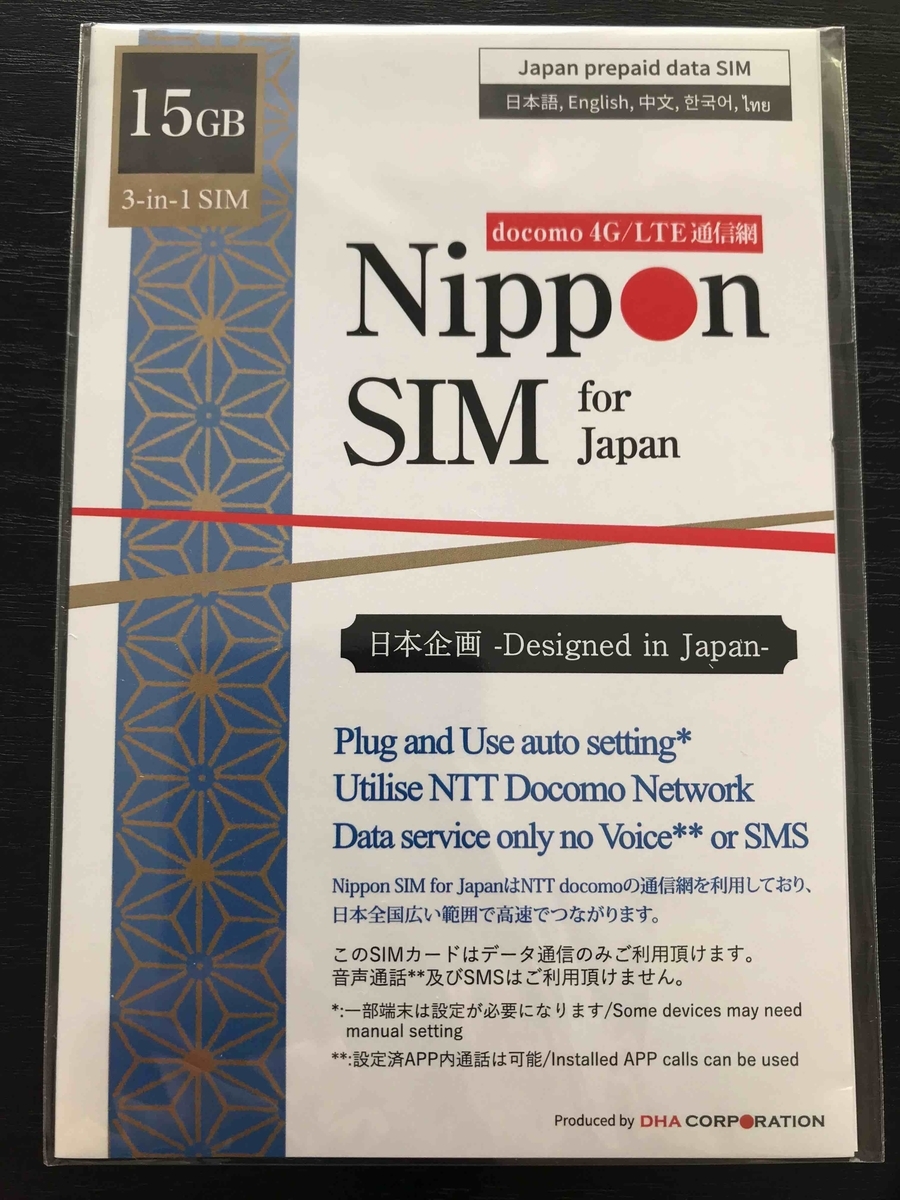 15GB
3-in-1 SIM
Japan prepaid data SIM
日本語, English, 中文, 한국어, ไทย
docomo 4G/LTE通信網
Nippon
SIM for
Japan
日本企画 -Designed in Japan-
Plug and Use auto setting*
Utilise NTT Docomo Network
Data service only no Voice** or SMS
Nippon SIM for JapanはNTT docomoの通信網を利用しており、
日本全国広い範囲で高速でつながります。
このSIMカードはデータ通信のみご利用頂けます。
音声通話**及びSMSはご利用頂けません。
*:一部端末は設定が必要になります/Some devices may need
manual setting
**:設定済APP内通話は可能/Installed APP calls can be used
Produced by DHA CORPORATION